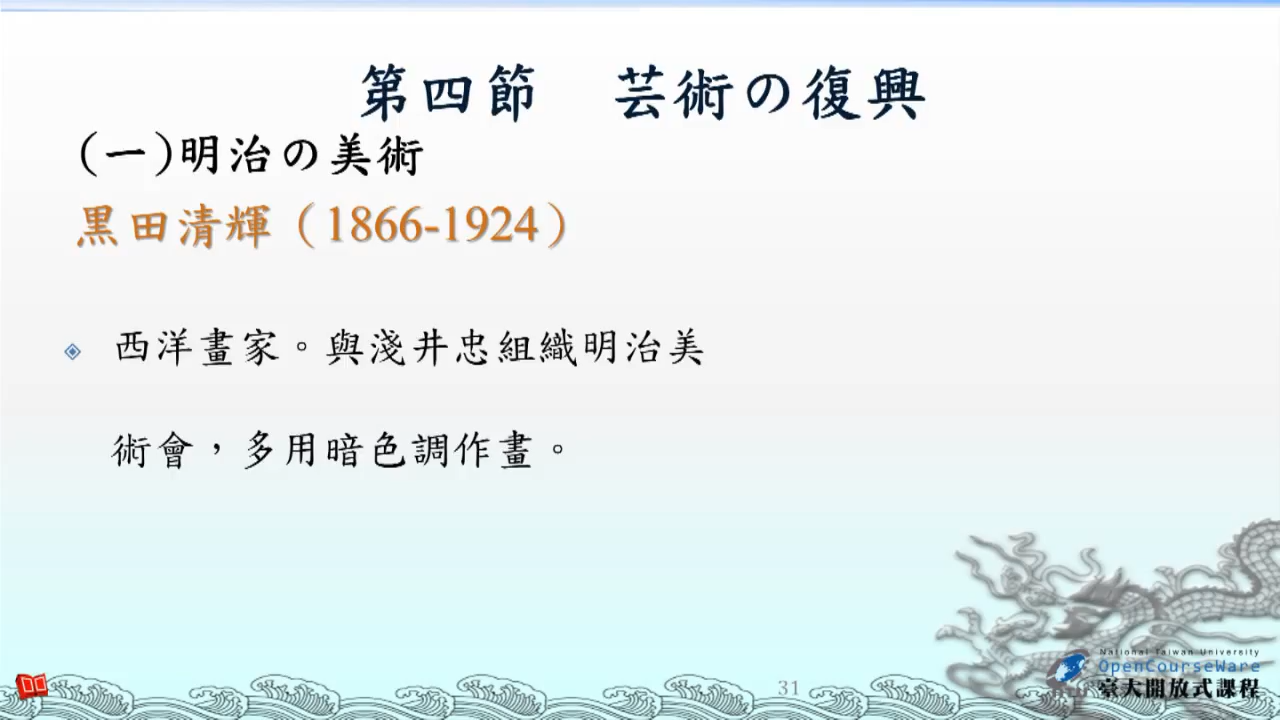 第四節　芸術の復興
(一)明治の美術
黒田清輝（1866-1924）
西洋畫家。與淺井忠組織明治美
術會，多用暗色調作畫。
31
National Taiwan University
OpenCourseWare
臺大開放式課程